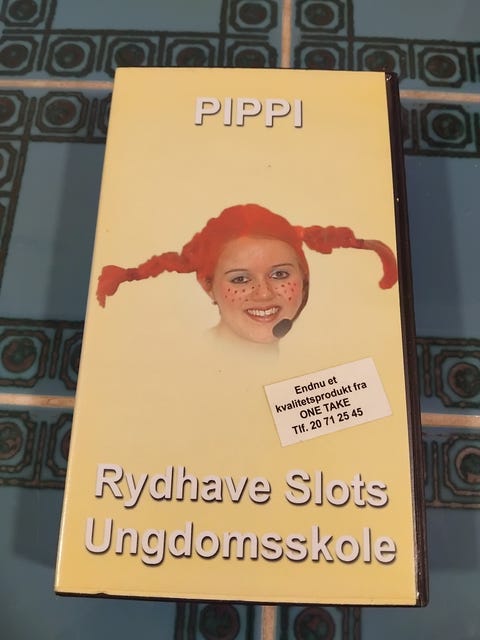 PIPPI
Endnu et
kvalitetsprodukt fra
ONE TAKE
Tlf. 20 71 25 45
Rydhave Slots
Ungdomsskole